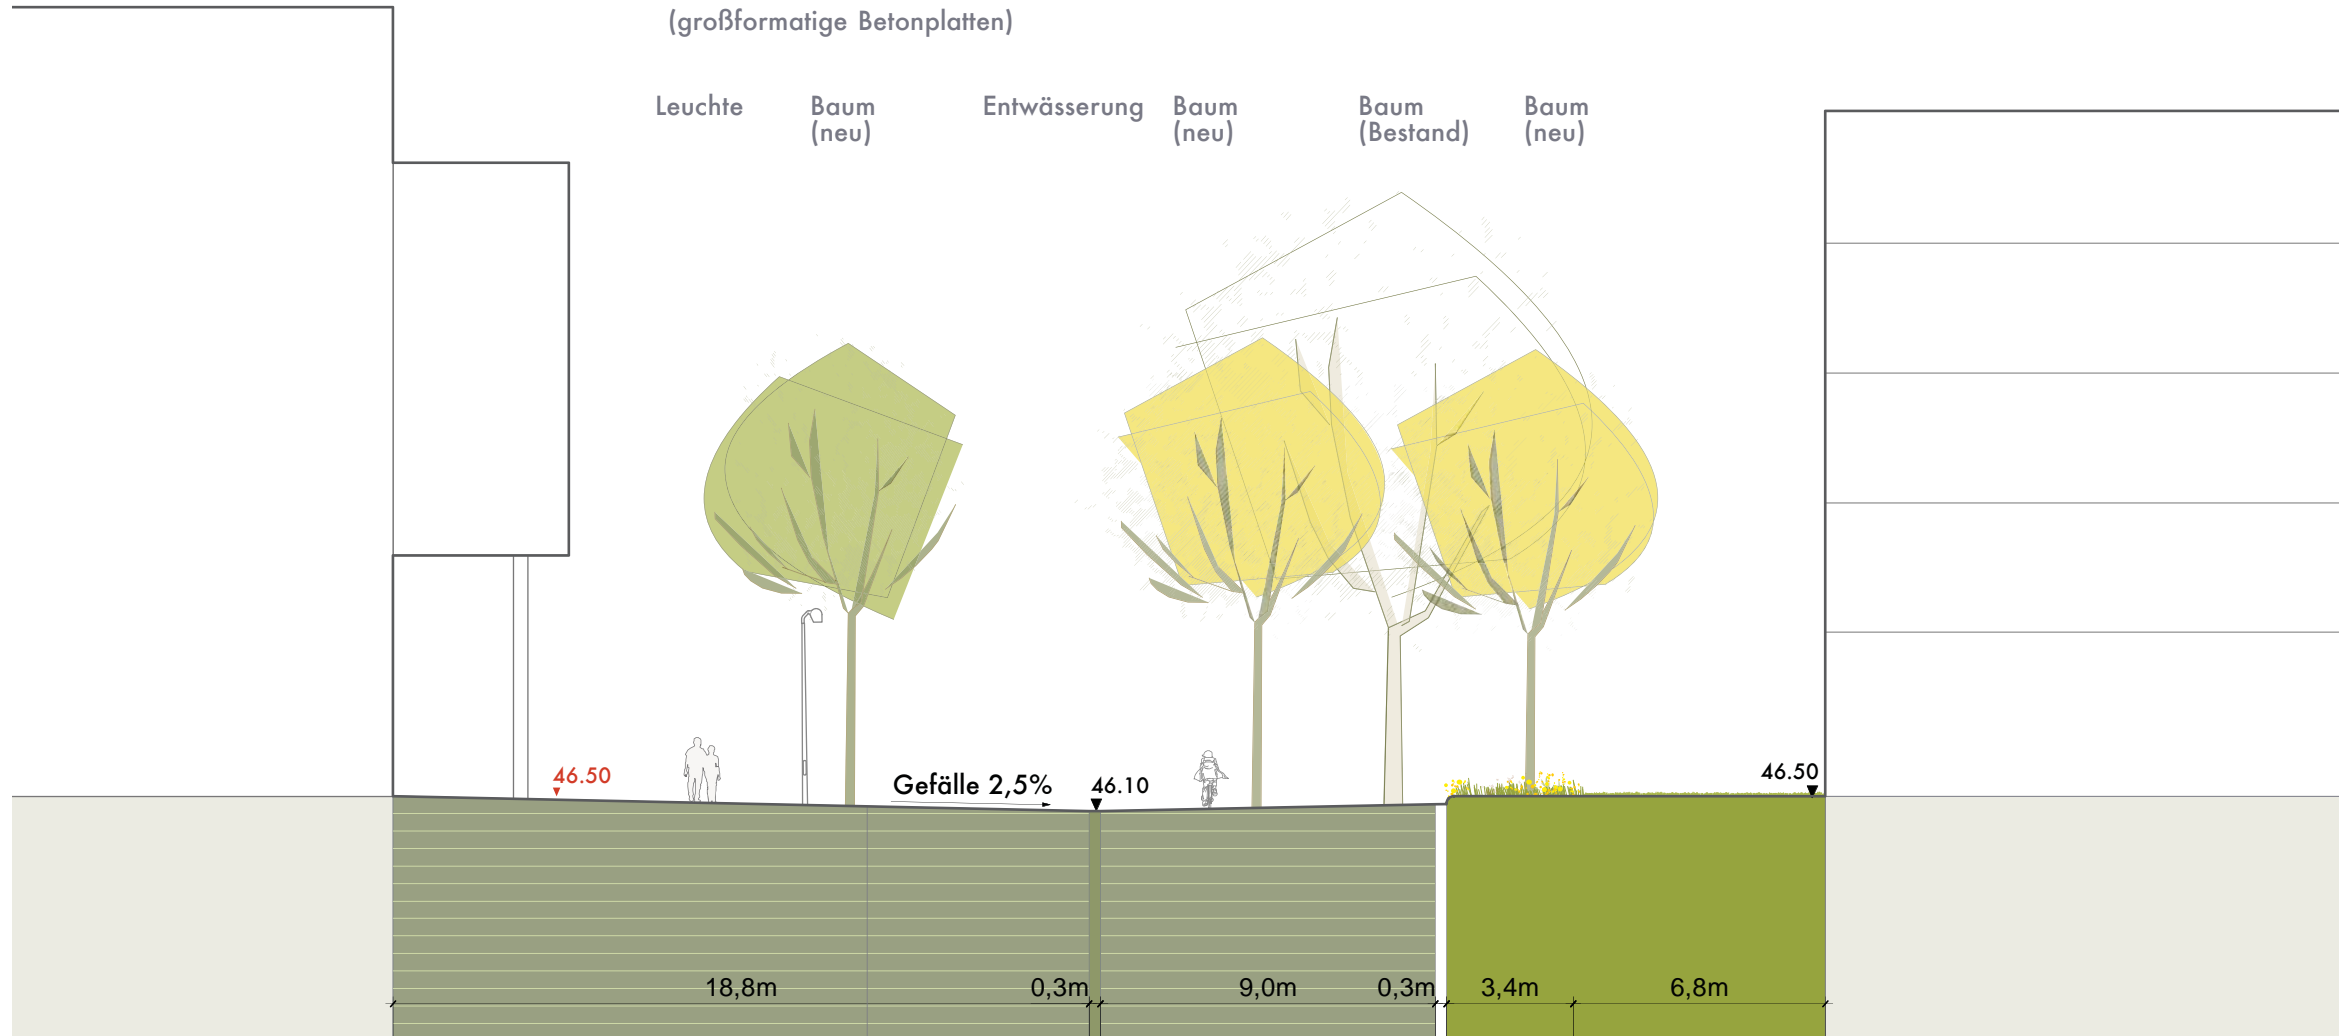 (großformatige Betonplatten)
Leuchte
Baum
(neu)
Entwässerung
Baum
(neu)
Baum
(Bestand)
Baum
(neu)
46.50
Gefälle 2,5%
46.10
46.50
18,8m
0,3m
9,0m
0,3m
3,4m
6,8m